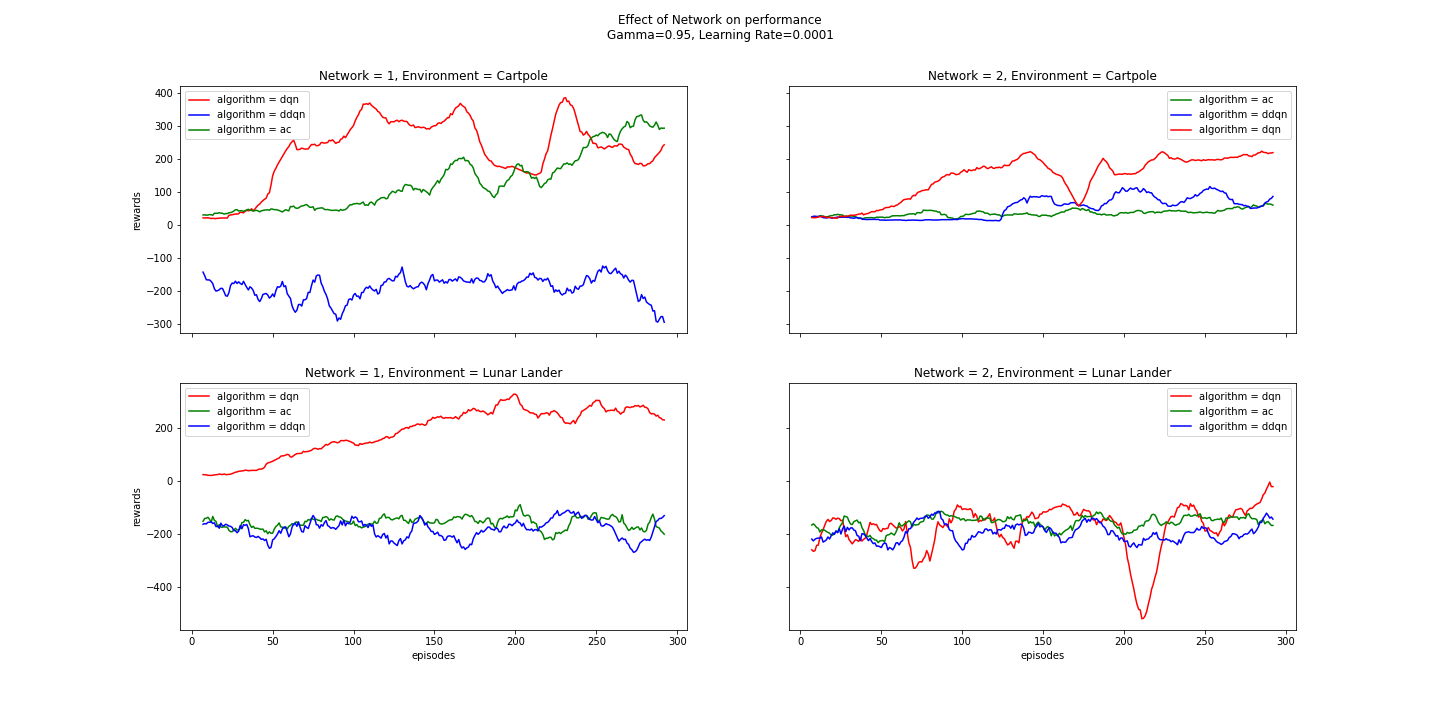 Effect of Network on performance
Gamma=0.95, Learning Rate=0.0001
Network = 1, Environment = Cartpole
400
300
200
100
0
−100
−200
−300
rewards
algorithm = dqn
algorithm = ddqn
algorithm = ac
Network = 2, Environment = Cartpole
algorithm = ac
algorithm = ddqn
algorithm = dqn
Network = 1, Environment = Lunar Lander
200
0
−200
−400
rewards
algorithm = dqn
algorithm = ac
algorithm = ddqn
0 50 100 150 200 250 300
episodes
Network = 2, Environment = Lunar Lander
algorithm = dqn
algorithm = ac
algorithm = ddqn
0 50 100 150 200 250 300
episodes